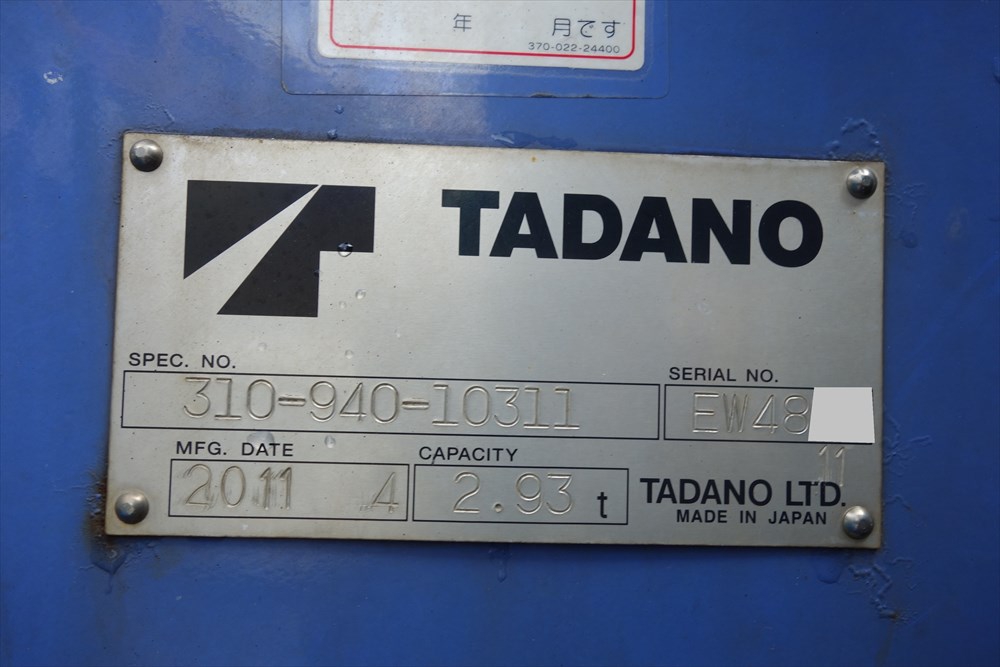 年 月です
370-022-24400
TADANO
SPEC. NO.
310-940-10311
SERIAL NO.
EW48
MFG. DATE
2011 4
CAPACITY
2.93 t
11
TADANO LTD.
MADE IN JAPAN